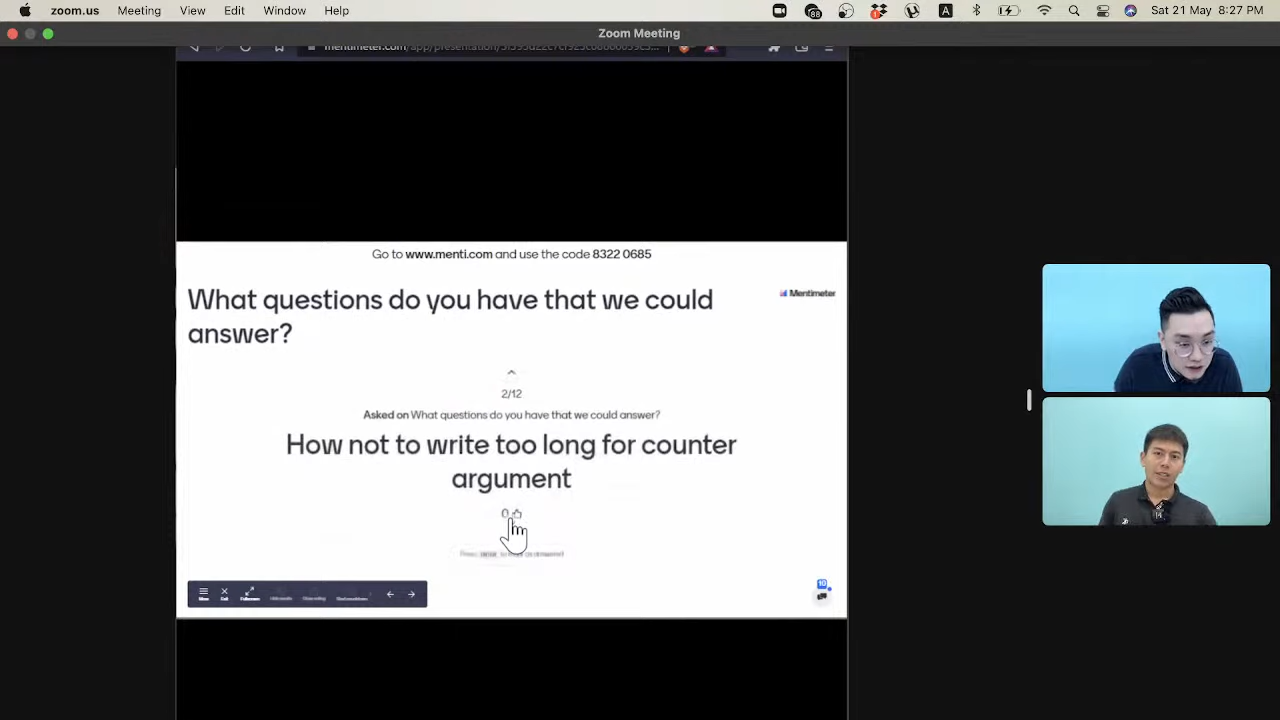 zoom.us Meeting View Edit Window Help
88
A
Sat 21 May 8:27 PM
Zoom Meeting
Go to www.menti.com and use the code 8322 0685
What questions do you have that we could
answer?
Mentimeter
2/12
Asked on What questions do you have that we could answer?
How not to write too long for counter
argument
0
10